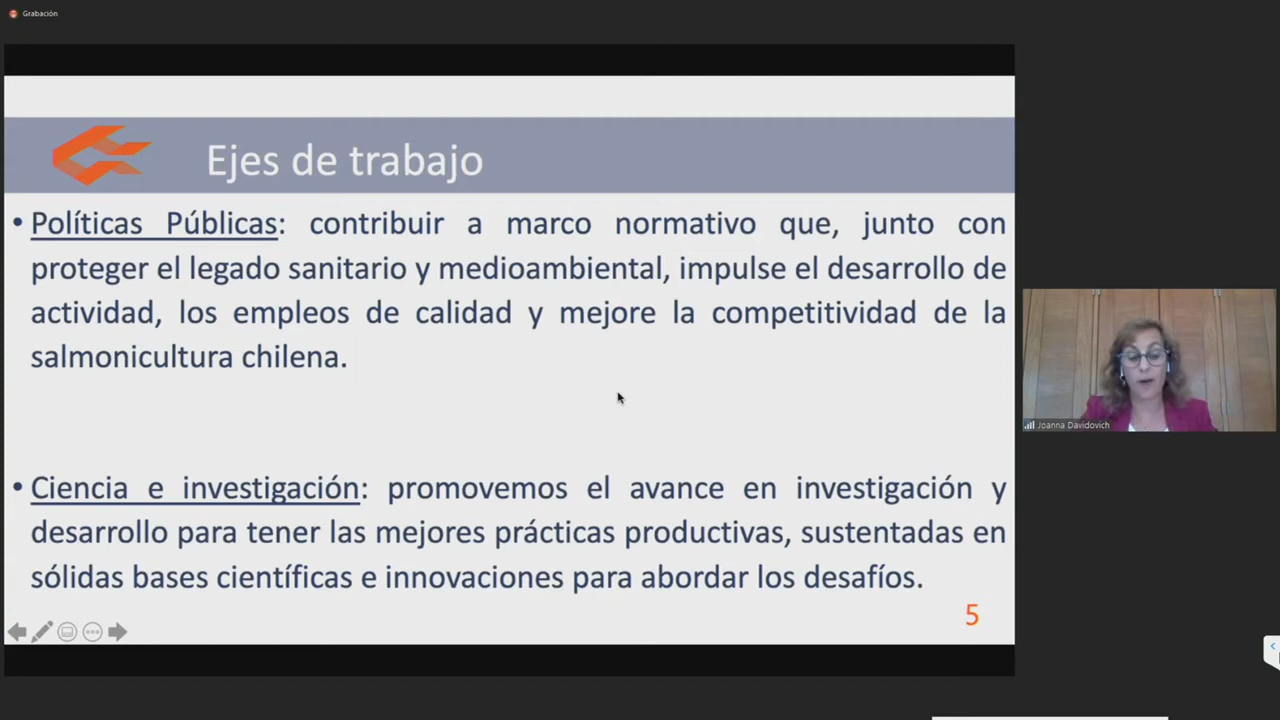 Grabación
Ejes de trabajo
• Políticas Públicas: contribuir a marco normativo que, junto con
proteger el legado sanitario y medioambiental, impulse el desarrollo de
actividad, los empleos de calidad y mejore la competitividad de la
salmonicultura chilena.
• Ciencia e investigación: promovemos el avance en investigación y
desarrollo para tener las mejores prácticas productivas, sustentadas en
sólidas bases científicas e innovaciones para abordar los desafíos.
5
Joanna Davidovich